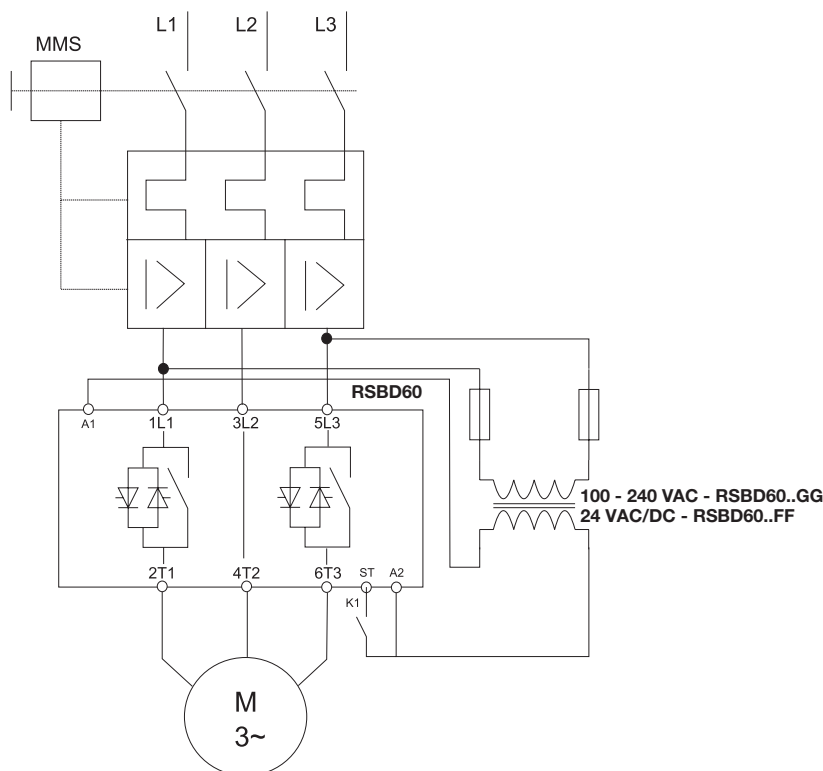 L1 L2 L3
MMS
RSBD60
A1 1L1 3L2 5L3
100 - 240 VAC - RSBD60..GG
24 VAC/DC - RSBD60..FF
2T1 4T2 6T3 ST A2
K1
M
3~